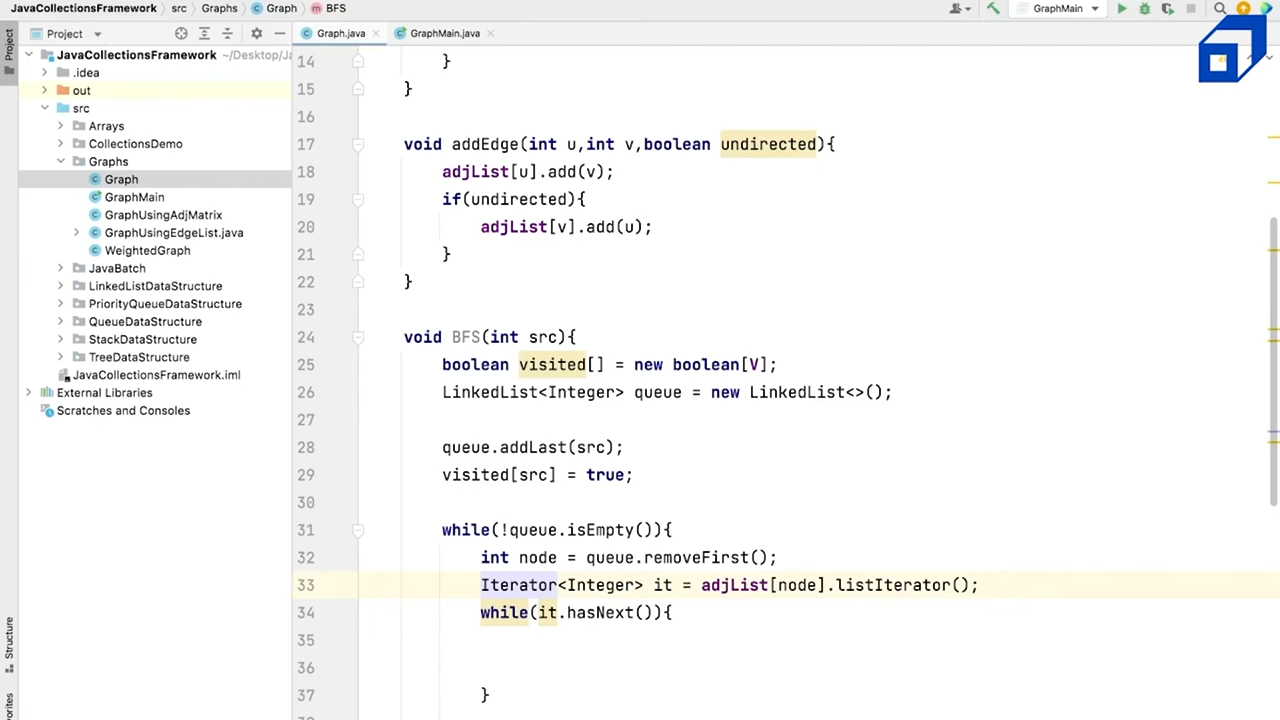 JavaCollectionsFramework src Graphs Graph BFS
GraphMain
Project
Graph.java
GraphMain.java
Project
JavaCollectionsFramework ~/Desktop/Ja
.idea
out
src
Arrays
CollectionsDemo
Graphs
Graph
GraphMain
GraphUsingAdjMatrix
GraphUsingEdgeList.java
WeightedGraph
JavaBatch
LinkedListDataStructure
PriorityQueueDataStructure
QueueDataStructure
StackDataStructure
TreeDataStructure
JavaCollectionsFramework.iml
External Libraries
Scratches and Consoles
Structure
14 }
15 }
16
17 void addEdge(int u,int v,boolean undirected){
18 adjList[u].add(v);
19 if(undirected){
20 adjList[v].add(u);
21 }
22 }
23
24 void BFS(int src){
25 boolean visited[] = new boolean[V];
26 LinkedList<Integer> queue = new LinkedList<>();
27
28 queue.addLast(src);
29 visited[src] = true;
30
31 while(!queue.isEmpty()){
32 int node = queue.removeFirst();
33 Iterator<Integer> it = adjList[node].listIterator();
34 while(it.hasNext()){
35
36
37 }